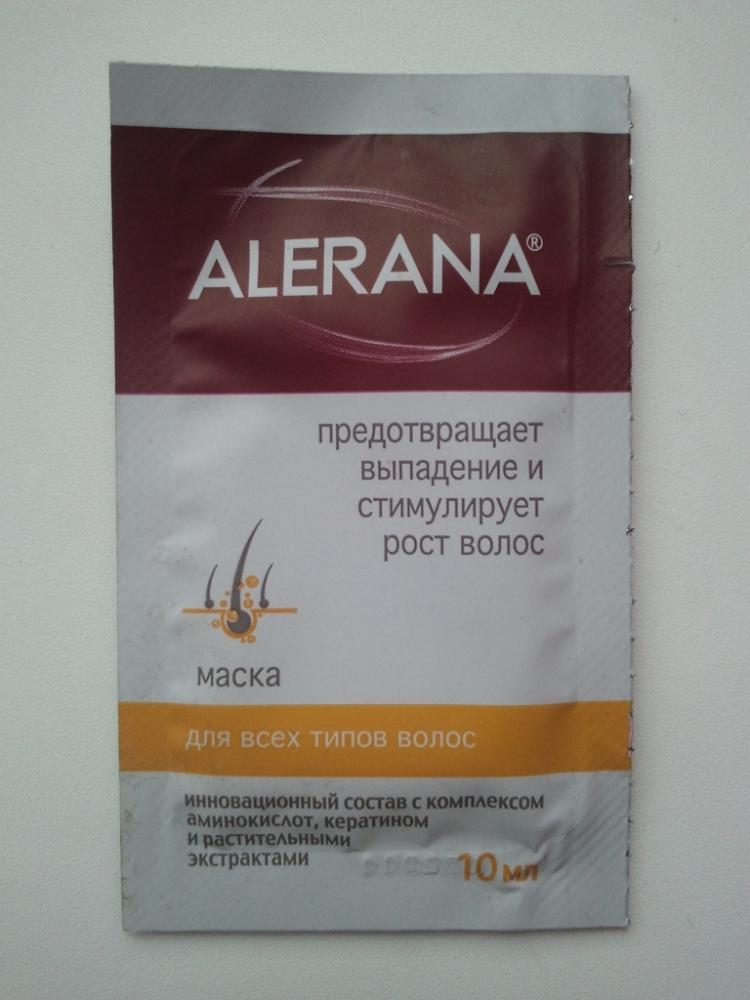 ALERANA®
предотвращает
выпадение и
стимулирует
рост волос
маска
для всех типов волос
инновационный состав с комплексом
аминокислот, кератином
и растительными
экстрактами
10 мл